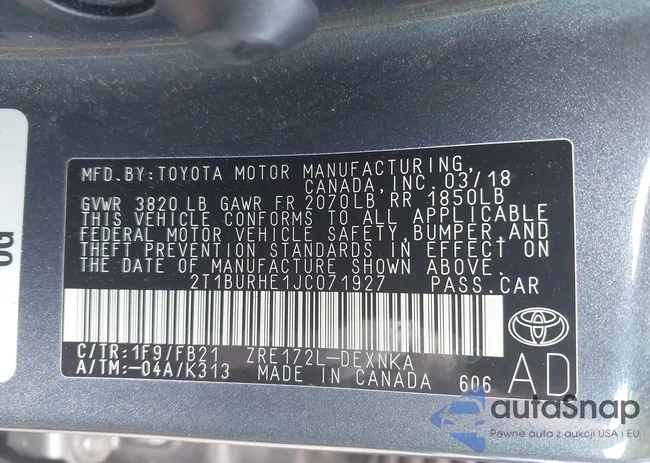 MFD.BY:TOYOTA MOTOR MANUFACTURING,
CANADA, INC. 03/18
GVWR 3820 LB GAWR FR 2070LB, RR 1850LB
THIS VEHICLE CONFORMS TO ALL APPLICABLE
FEDERAL MOTOR VEHICLE SAFETY, BUMPER, AND
THEFT PREVENTION STANDARDS IN EFFECT ON
THE DATE OF MANUFACTURE SHOWN ABOVE.
2T1BURHE1JC071927 PASS.CAR
C/TR:1F9/FB21 ZRE172L-DEXNKA
A/TM:-04A/K313 MADE IN CANADA 606 AD
autoSnap
Pewne auta z aukcji USA i EU